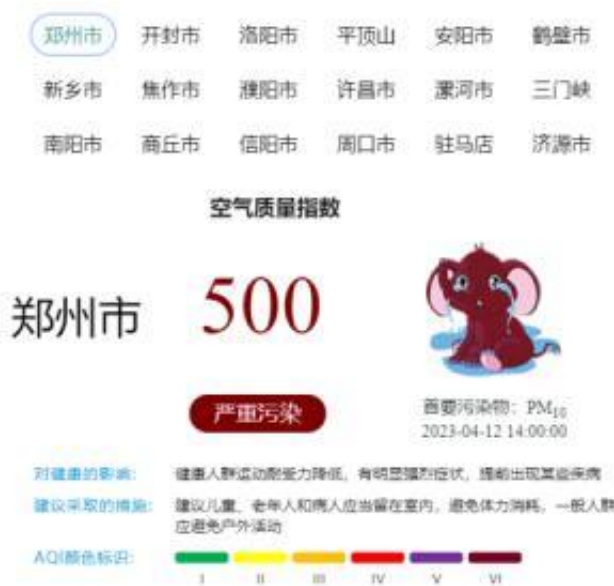 郑州市 开封市 洛阳市 平顶山 安阳市 鹤壁市
新乡市 焦作市 濮阳市 许昌市 漯河市 三门峡
南阳市 商丘市 信阳市 周口市 驻马店 济源市
空气质量指数
郑州市
500
严重污染
首要污染物：PM10
2023-04-12 14:00:00
对健康的影响： 健康人群运动耐受力降低，有明显强烈症状，提前出现某些疾病
建议采取的措施： 建议儿童、老年人和病人应当留在室内，避免体力消耗，一般人群
应避免户外活动
AQI颜色标识：
I II III IV V VI